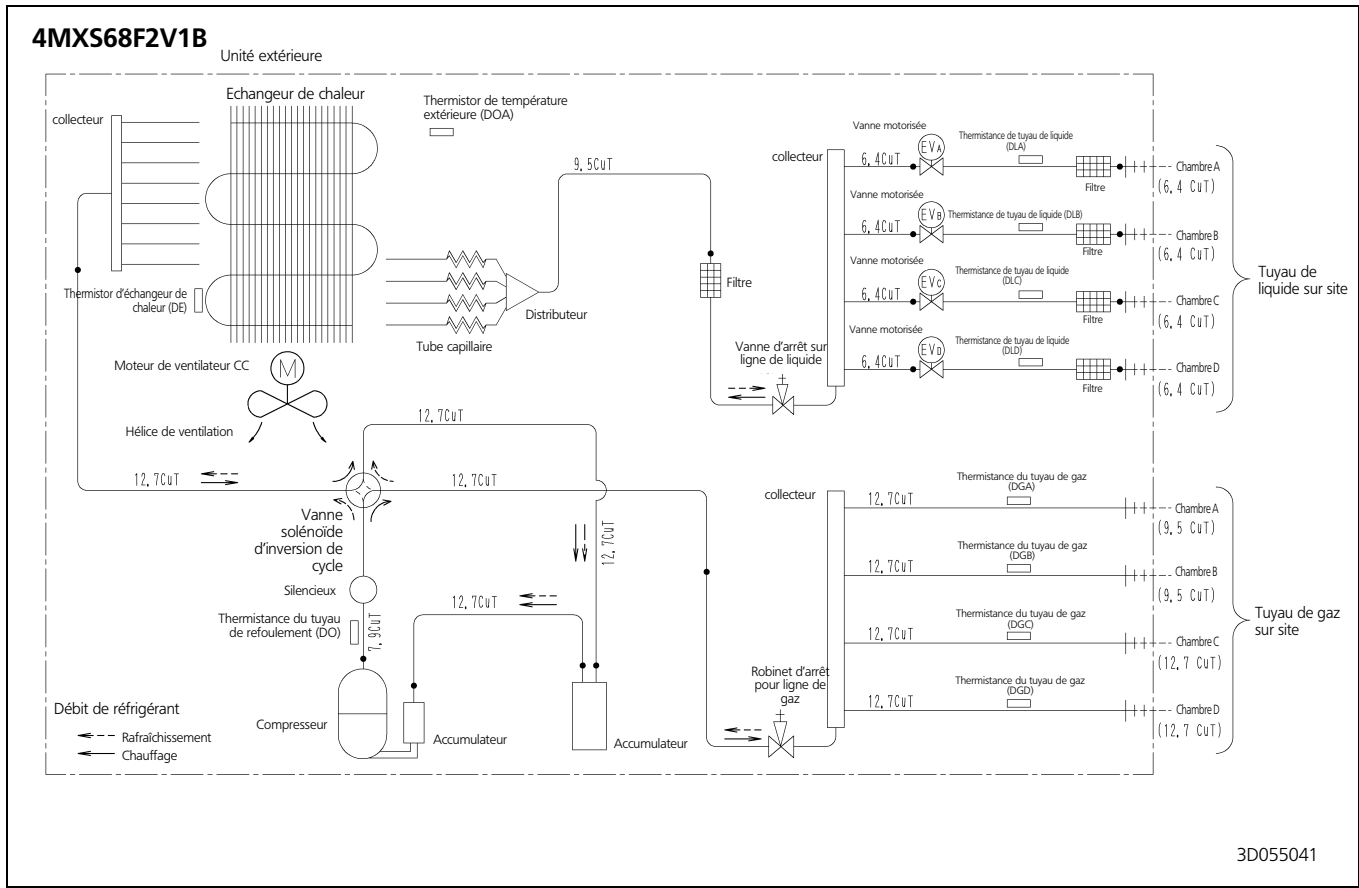 4MXS68F2V1B
Unité extérieure
collecteur
Echangeur de chaleur
Thermistor de température
extérieure (DOA)
9,5CuT
Thermistor d'échangeur de
chaleur (DE)
Tube capillaire
Distributeur
Filtre
Vanne d'arrêt sur
ligne de liquide
collecteur
Vanne motorisée
EVA
6,4CuT
Thermistance de tuyau de liquide
(DLA)
Filtre
Chambre A
(6,4 CuT)
Vanne motorisée
EVB
6,4CuT
Thermistance de tuyau de liquide (DLB)
Filtre
Chambre B
(6,4 CuT)
Vanne motorisée
EVC
6,4CuT
Thermistance de tuyau de liquide
(DLC)
Filtre
Chambre C
(6,4 CuT)
Vanne motorisée
EVD
6,4CuT
Thermistance de tuyau de liquide
(DLD)
Filtre
Chambre D
(6,4 CuT)
Tuyau de
liquide sur site
Moteur de ventilateur CC
M
Hélice de ventilation
12,7CuT
12,7CuT
12,7CuT
12,7CuT
Vanne
solénoïde
d'inversion de
cycle
Silencieux
Thermistance du tuyau
de refoulement (DO)
7,9CuT
12,7CuT
Compresseur
Accumulateur
Accumulateur
Robinet d'arrêt
pour ligne de
gaz
collecteur
12,7CuT
Thermistance du tuyau de gaz
(DGA)
Chambre A
(9,5 CuT)
12,7CuT
Thermistance du tuyau de gaz
(DGB)
Chambre B
(9,5 CuT)
12,7CuT
Thermistance du tuyau de gaz
(DGC)
Chambre C
(12,7 CuT)
12,7CuT
Thermistance du tuyau de gaz
(DGD)
Chambre D
(12,7 CuT)
Tuyau de gaz
sur site
Débit de réfrigérant
Rafraîchissement
Chauffage
3D055041